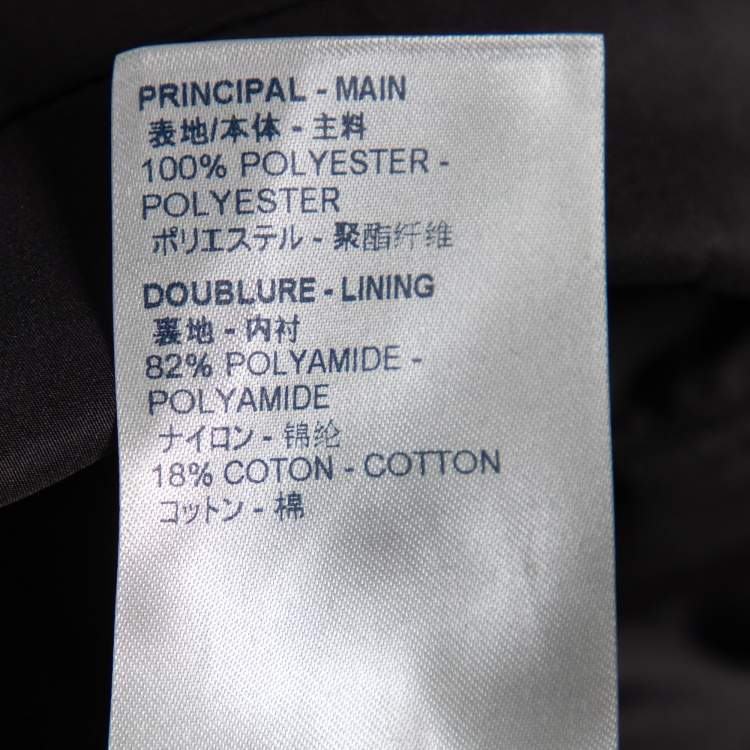 PRINCIPAL - MAIN
表地/本体 - 主料
100% POLYESTER -
POLYESTER
ポリエステル - 聚酯纤维
DOUBLURE - LINING
裏地 - 内衬
82% POLYAMIDE -
POLYAMIDE
ナイロン - 锦纶
18% COTON - COTTON
コットン - 棉